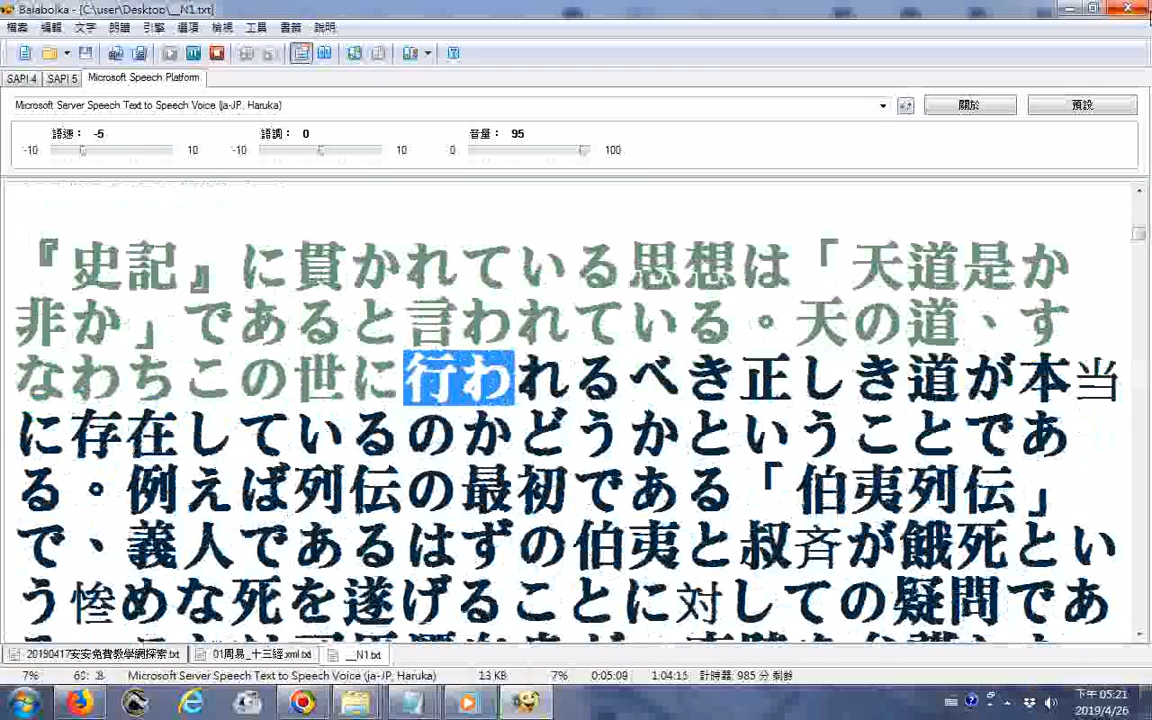 Balabolka - [C:\user\Desktop\__N1.txt]
檔案 編輯 文字 朗讀 引擎 選項 檢視 工具 書籤 說明
SAPI 4 SAPI 5 Microsoft Speech Platform
Microsoft Server Speech Text to Speech Voice (ja-JP, Haruka) 關於 預設
語速： -5 語調： 0 音量： 95
-10 10 -10 10 0 100
『史記』に貫かれている思想は「天道是か
非か」であると言われている。天の道、す
なわちこの世に行われるべき正しき道が本当
に存在しているのかどうかということであ
る。例えば列伝の最初である「伯夷列伝」
で、義人であるはずの伯夷と叔斉が餓死とい
う惨めな死を遂げることに対しての疑問であ
20190417安安免費教學網探索.txt 01周易_十三經.xml.txt __N1.txt
7% Microsoft Server Speech Text to Speech Voice (ja-JP, Haruka) 13 KB 7% 0:05:09 1:04:15 計時器: 985 分 剩餘
下午 05:21
2019/4/26